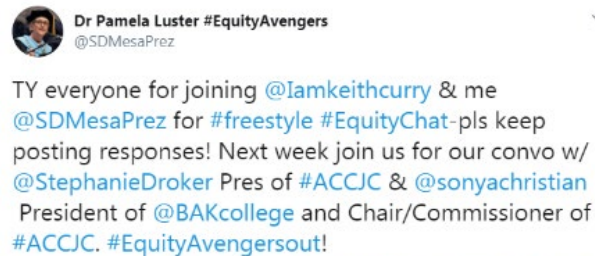 Dr Pamela Luster #EquityAvengers
@SDMesaPrez
TY everyone for joining @Iamkeithcurry & me
@SDMesaPrez for #freestyle #EquityChat-pls keep
posting responses! Next week join us for our convo w/
@StephanieDroker Pres of #ACCJC & @sonyachristian
President of @BAKcollege and Chair/Commissioner of
#ACCJC. #EquityAvengersout!